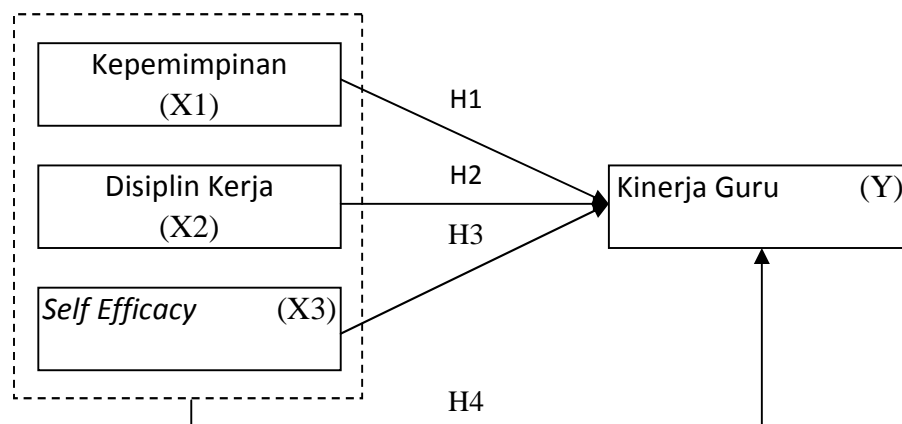 Kepemimpinan
(X1)
H1
Disiplin Kerja
(X2)
H2
Kinerja Guru (Y)
H3
Self Efficacy (X3)
H4